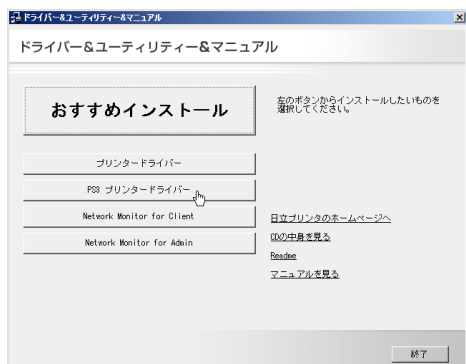 ドライバー&ユーティリティー&マニュアル
ドライバー&ユーティリティー&マニュアル
おすすめインストール
左のボタンからインストールしたいものを
選択してください。
プリンタードライバー
PS3 プリンタードライバー
Network Monitor for Client
Network Monitor for Admin
日立プリンタのホームページへ
CDの中身を見る
Readme
マニュアルを見る
終了